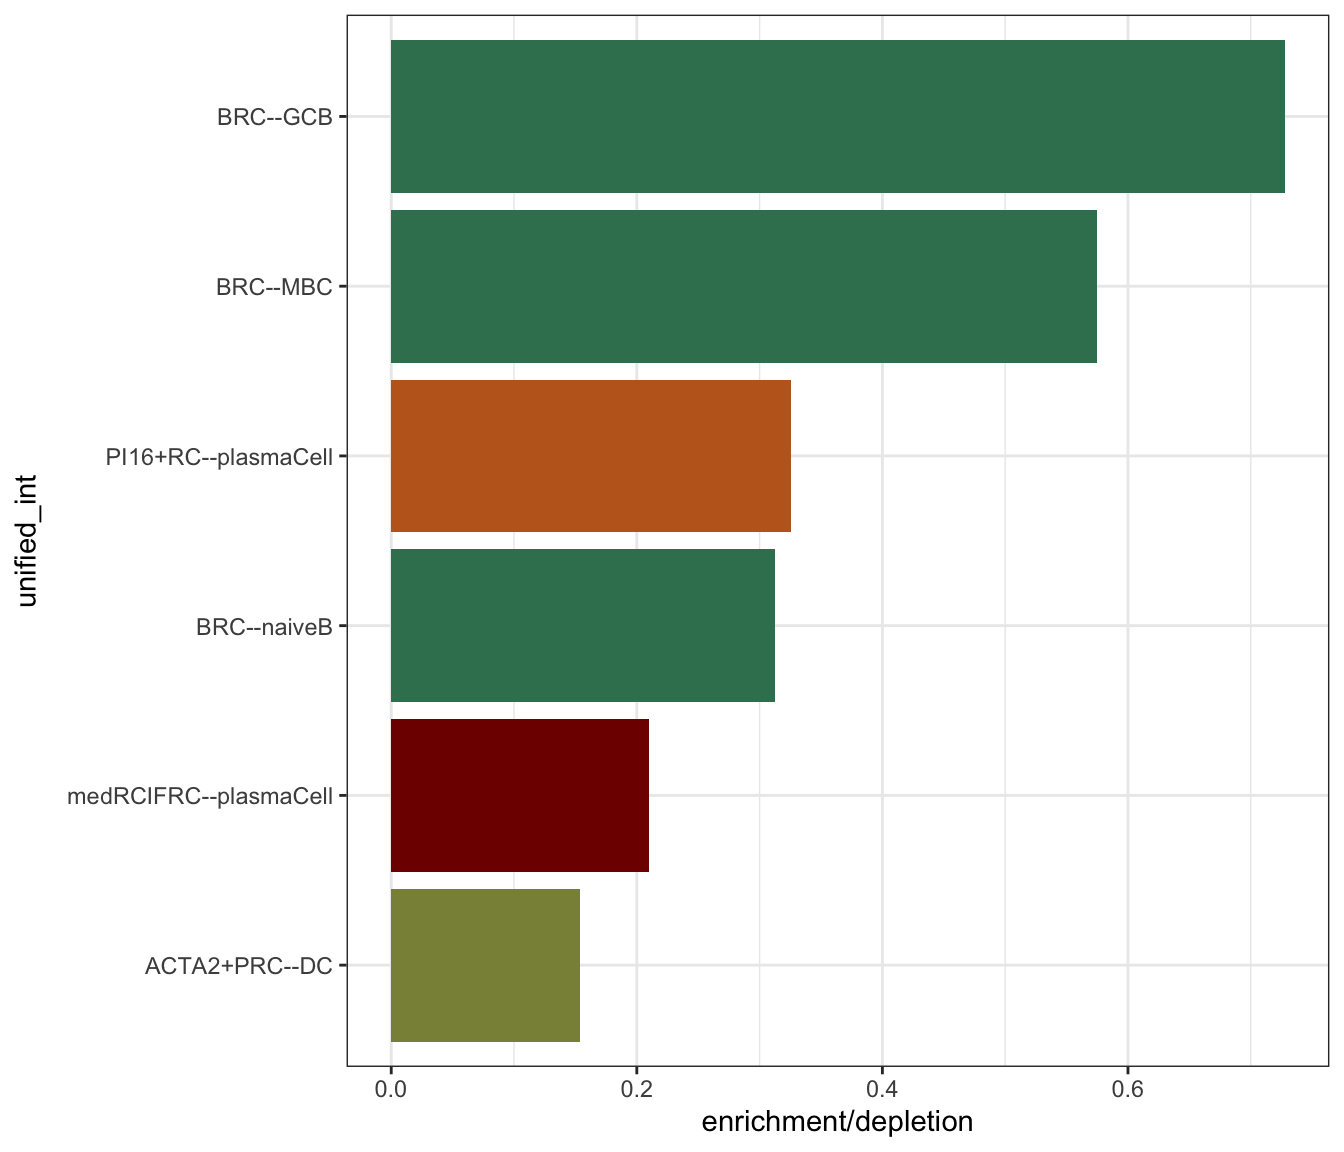 BRC--GCB
BRC--MBC
PI16+RC--plasmaCell
BRC--naiveB
medRCIFRC--plasmaCell
ACTA2+PRC--DC
unified_int
0.0 0.2 0.4 0.6
enrichment/depletion